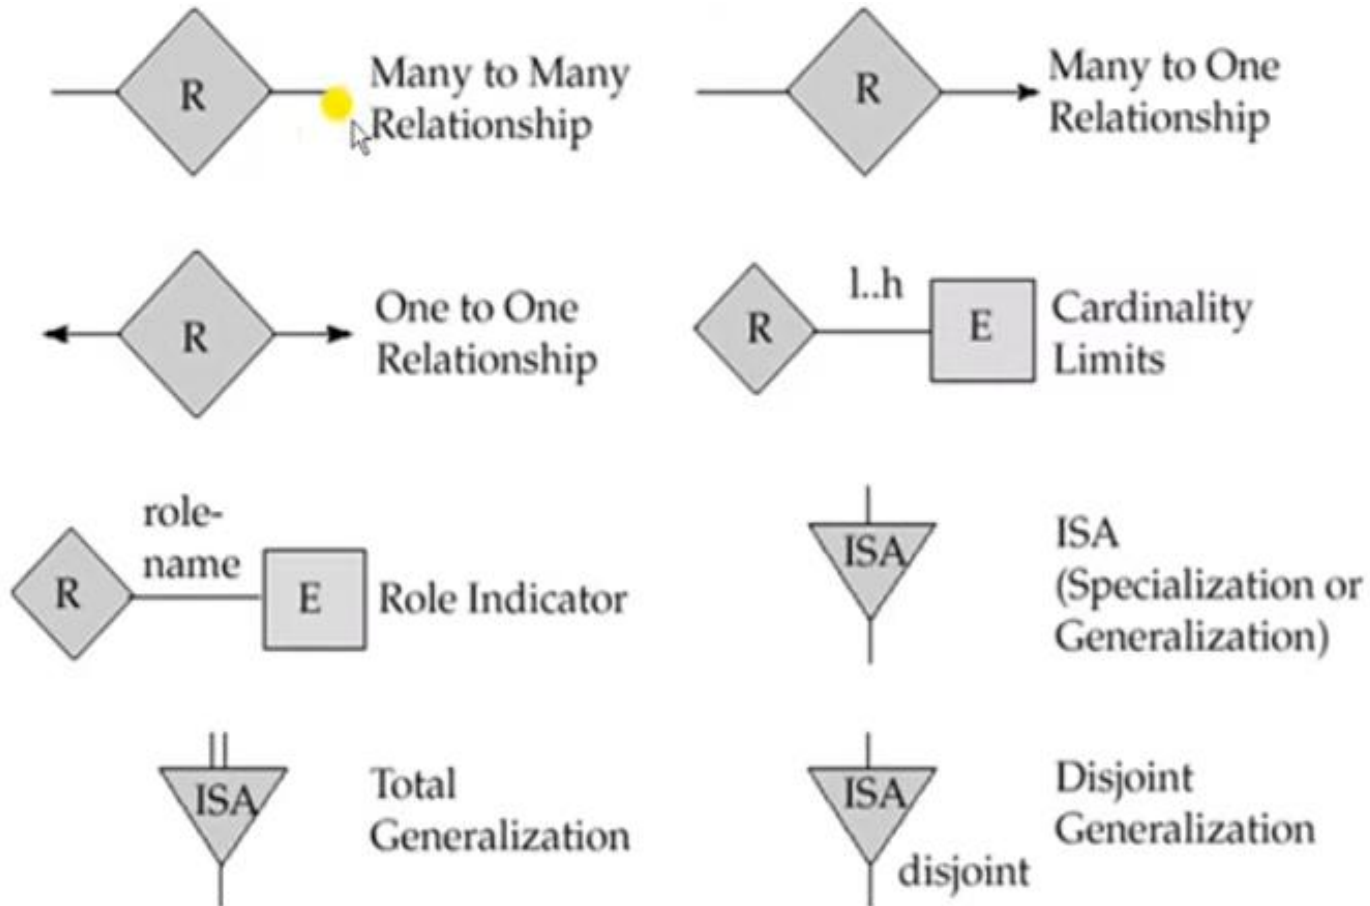 R
Many to Many
Relationship
R
Many to One
Relationship
R
One to One
Relationship
R
l..h
E
Cardinality
Limits
R
role-
name
E
Role Indicator
ISA
ISA
(Specialization or
Generalization)
ISA
Total
Generalization
ISA
disjoint
Disjoint
Generalization